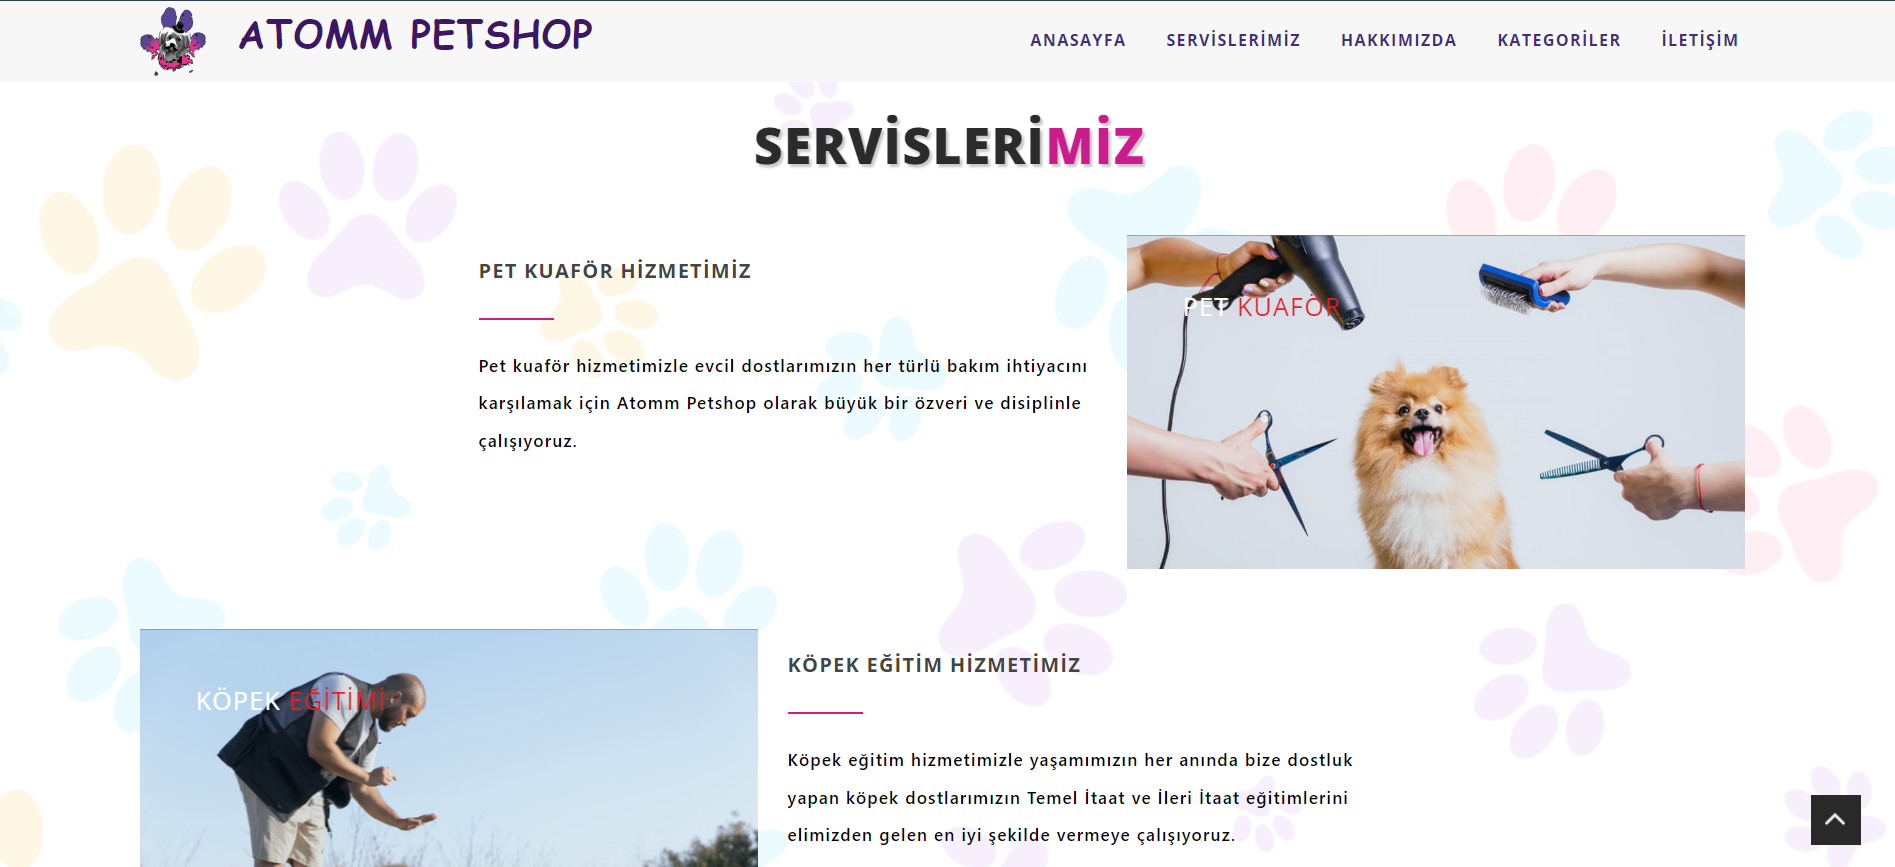 ATOMM PETSHOP
ANASAYFA
SERVİSLERİMİZ
HAKKIMIZDA
KATEGORİLER
İLETİŞİM
SERVİSLERİMİZ
PET KUAFÖR HİZMETİMİZ
Pet kuaför hizmetimizle evcil dostlarımızın her türlü bakım ihtiyacını
karşılamak için Atomm Petshop olarak büyük bir özveri ve disiplinle
çalışıyoruz.
PET KUAFÖR
KÖPEK EĞİTİMİ
KÖPEK EĞİTİM HİZMETİMİZ
Köpek eğitim hizmetimizle yaşamımızın her anında bize dostluk
yapan köpek dostlarımızın Temel İtaat ve İleri İtaat eğitimlerini
elimizden gelen en iyi şekilde vermeye çalışıyoruz.